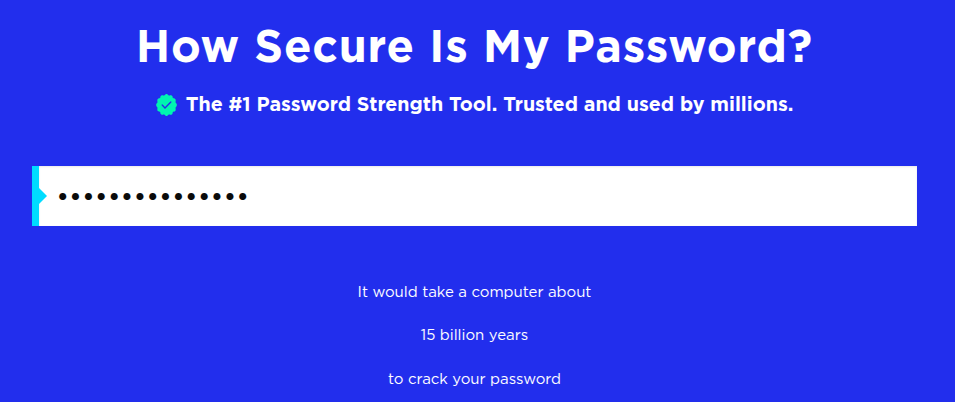 How Secure Is My Password?
The #1 Password Strength Tool. Trusted and used by millions.
•••••••••••••••
It would take a computer about
15 billion years
to crack your password